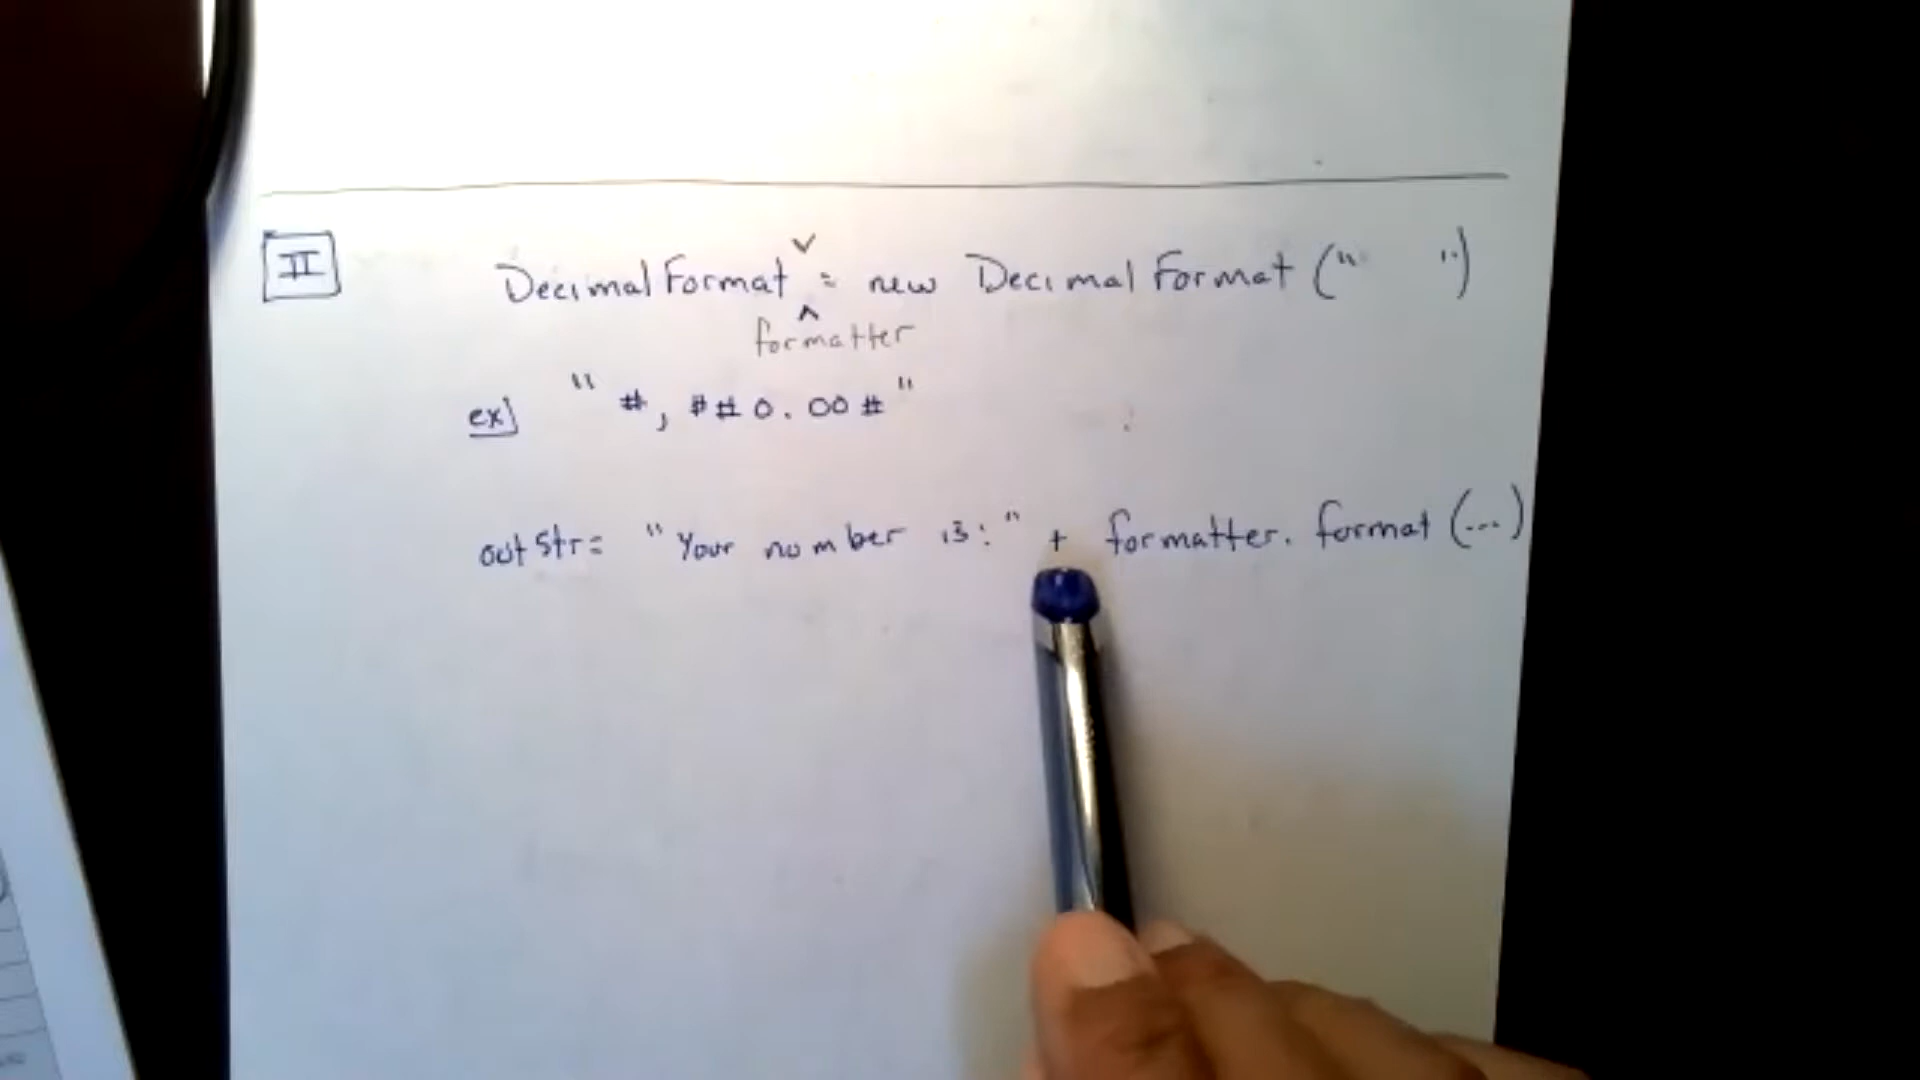 II
DecimalFormat = new DecimalFormat (" ")
formatter
ex] "#,##0.00#"
outStr= "Your number is:" + formatter. format (...)